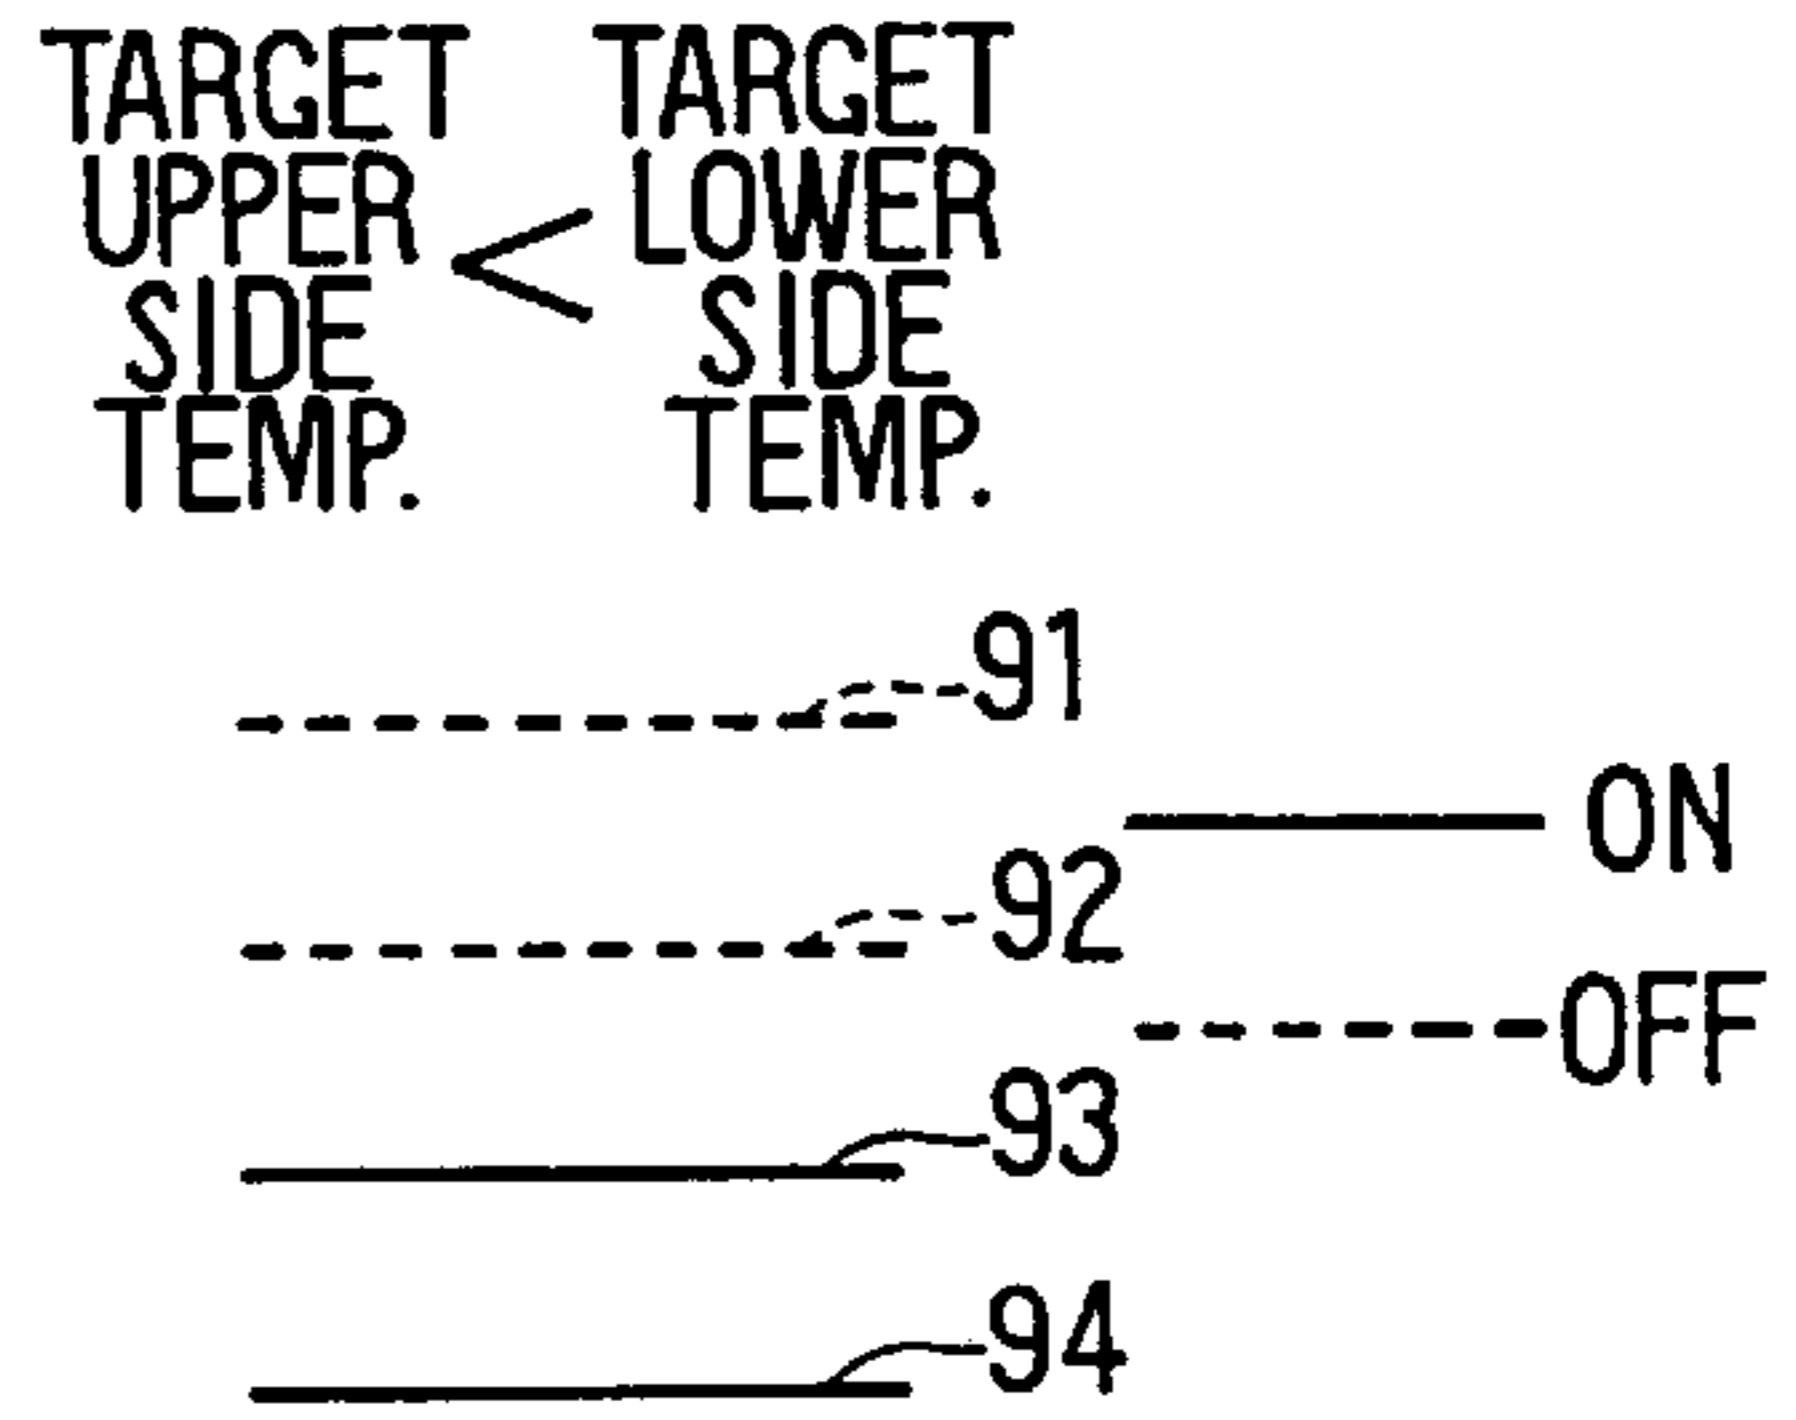 TARGET
UPPER
SIDE
TEMP.
<
TARGET
LOWER
SIDE
TEMP.
91
ON
92
OFF
93
94